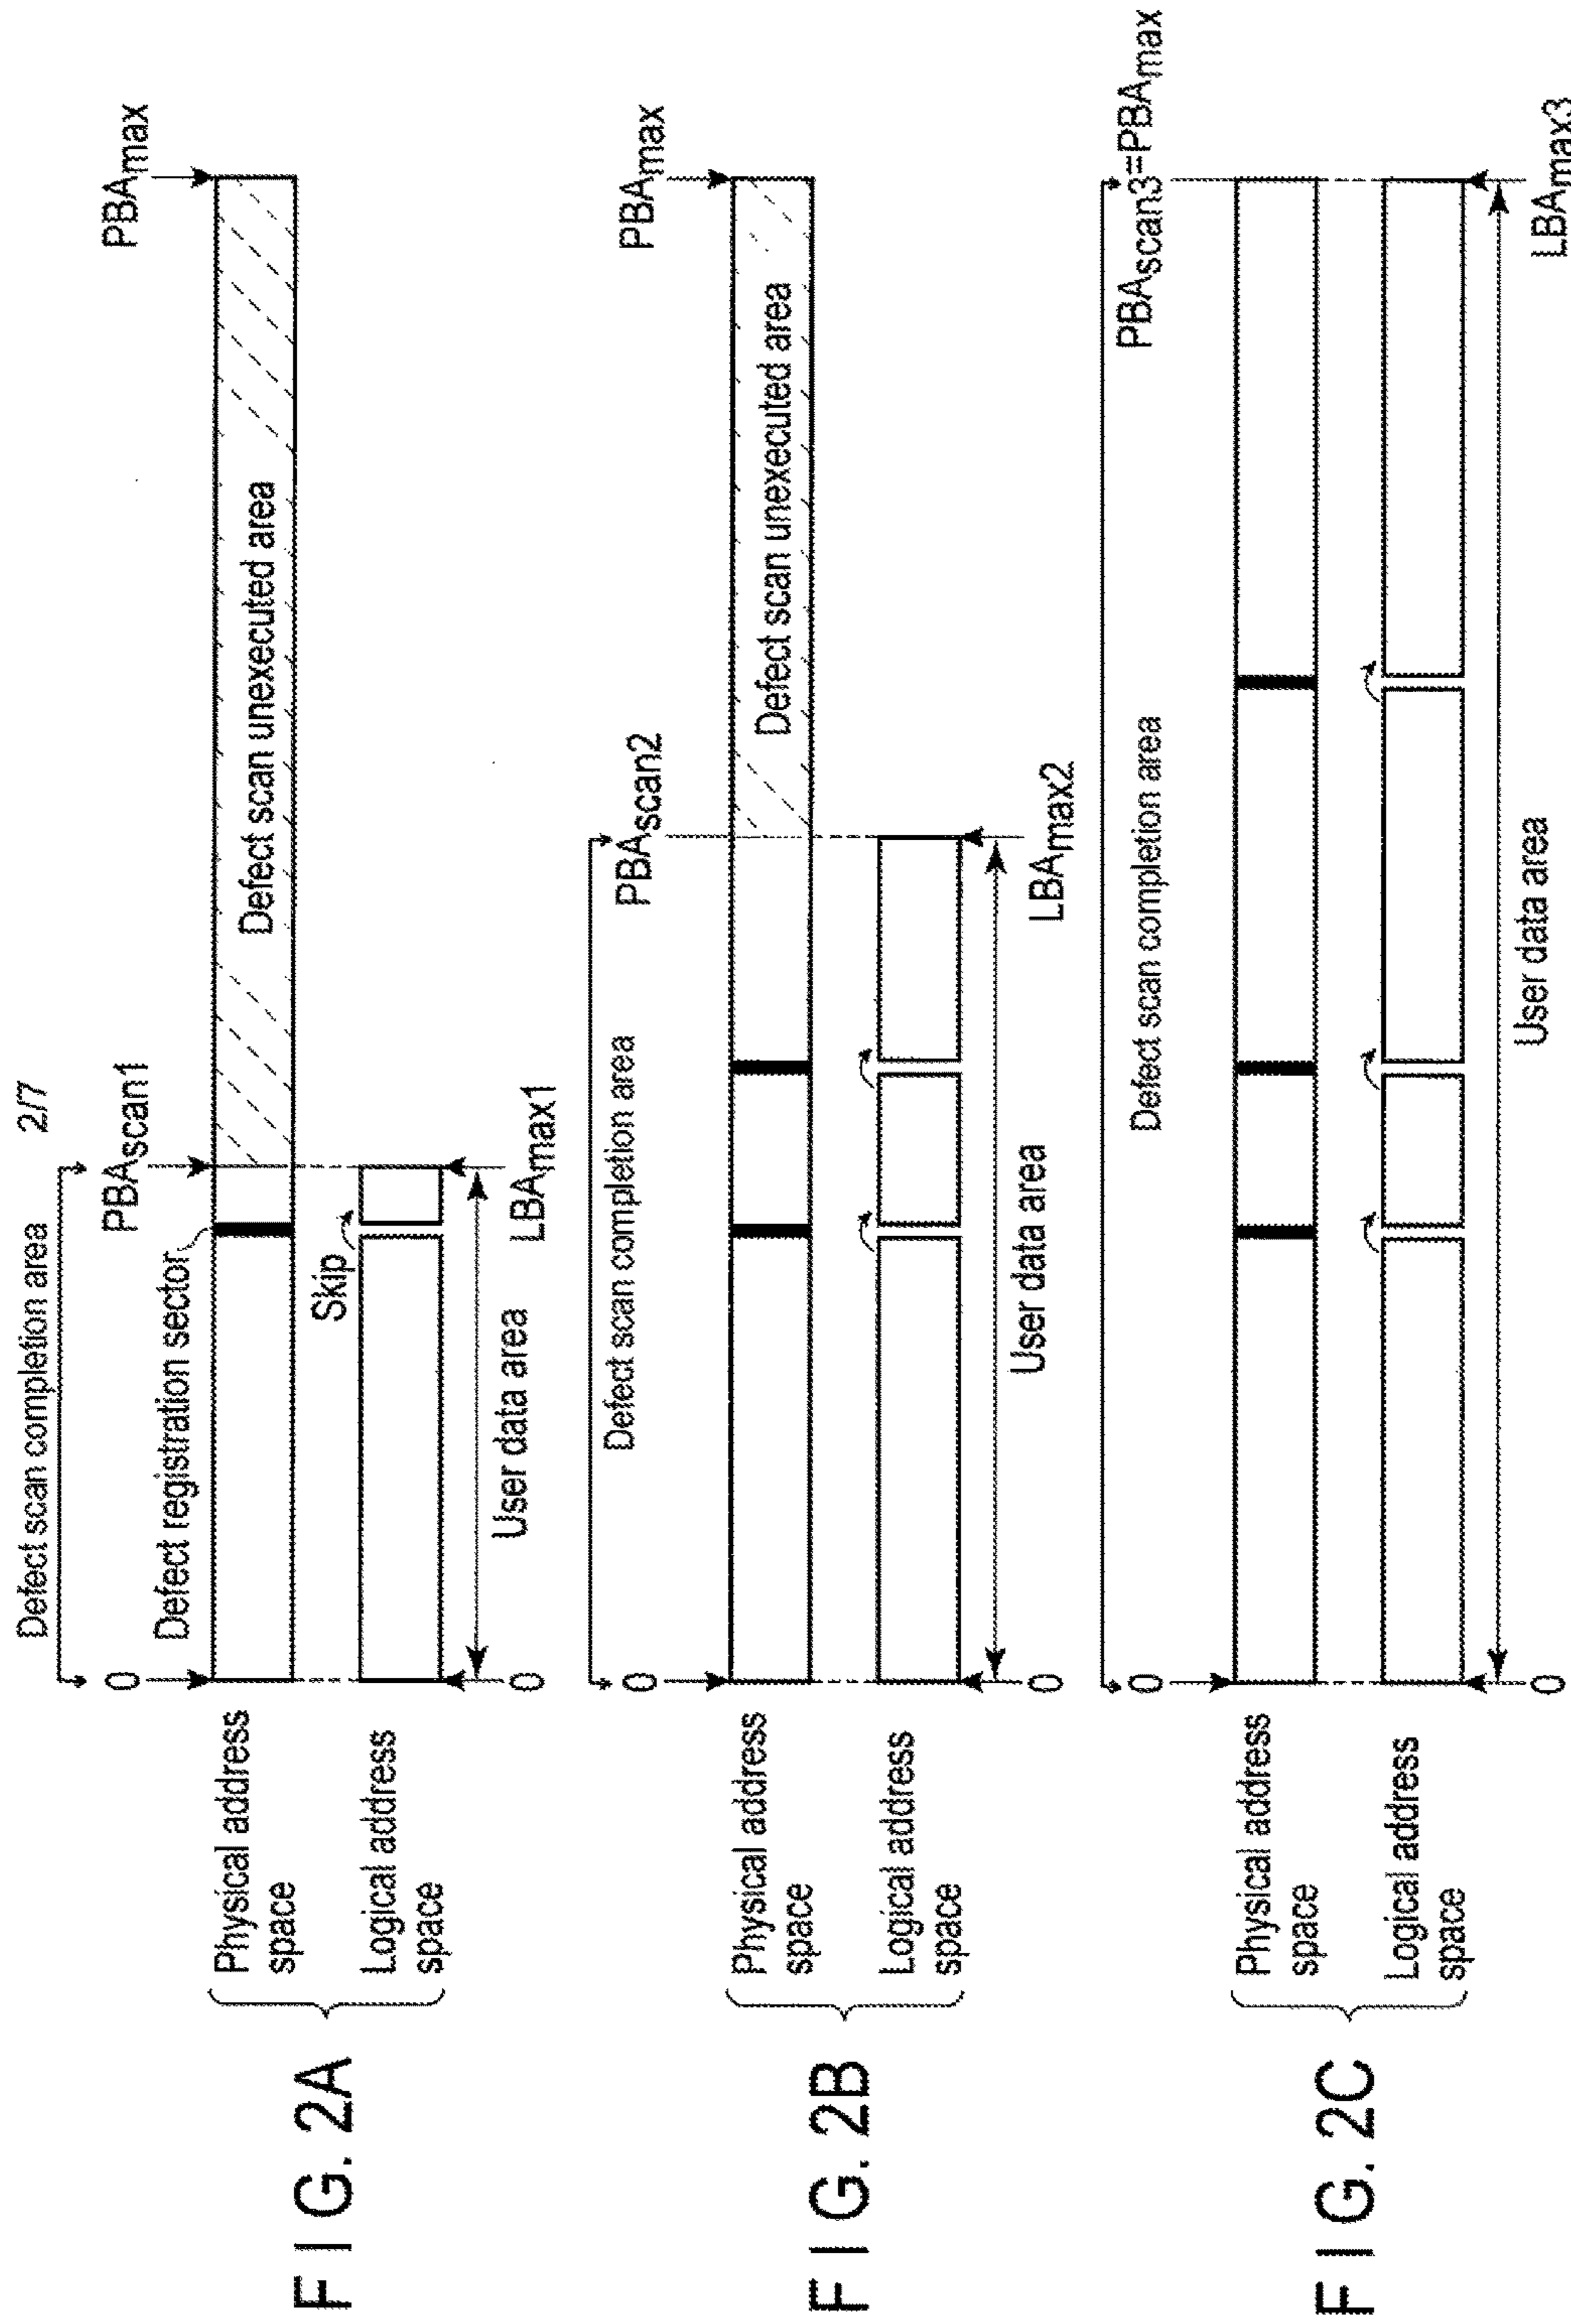 2/7
FIG. 2A
Defect scan completion area
0
PBAscan1
PBAmax
Defect registration sector
Physical address
space
Defect scan unexecuted area
Skip
Logical address
space
User data area
0
LBAmax1
FIG. 2B
Defect scan completion area
0
PBAscan2
PBAmax
Physical address
space
Defect scan unexecuted area
Logical address
space
User data area
0
LBAmax2
FIG. 2C
0
PBAscan3=PBAmax
Defect scan completion area
Physical address
space
Logical address
space
User data area
0
LBAmax3